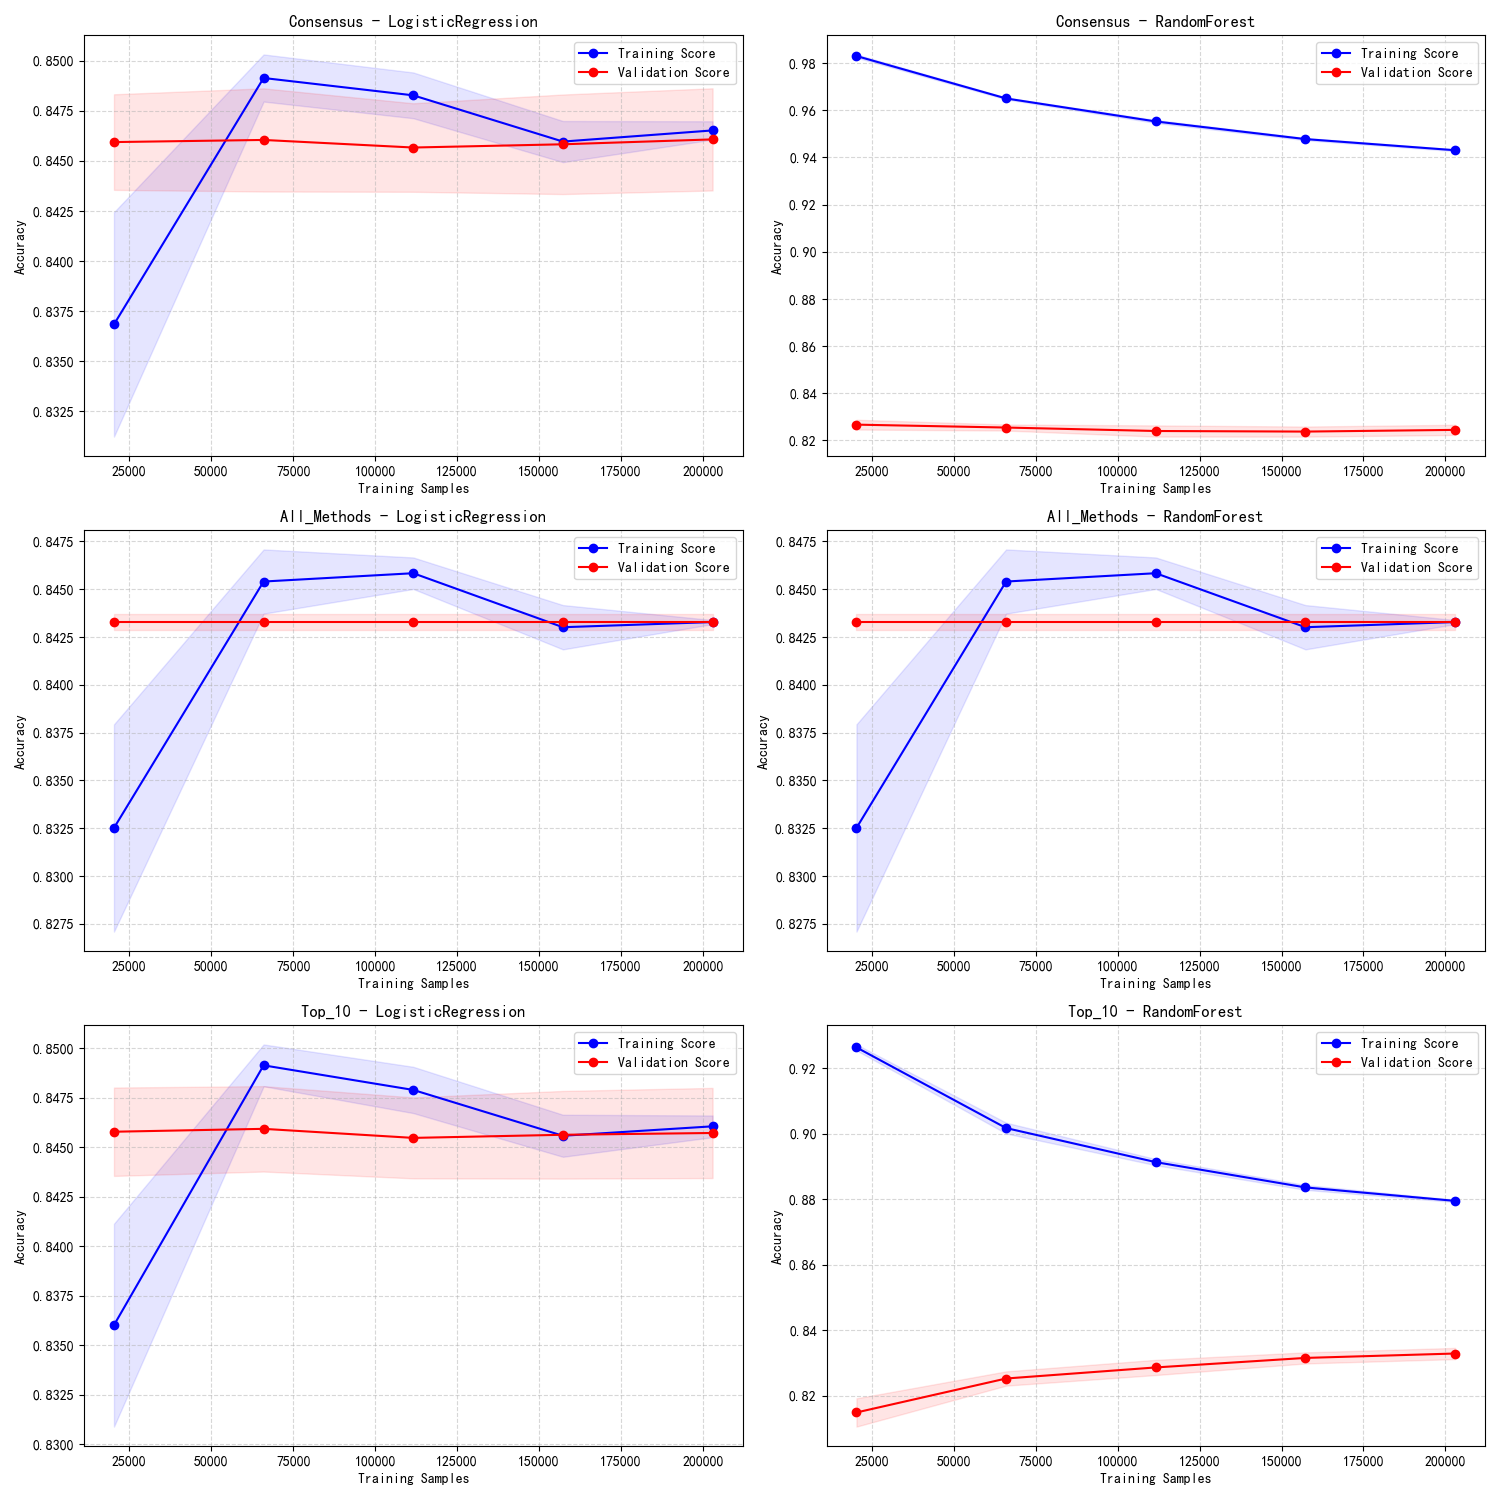 Consensus - LogisticRegression
Training Score
Validation Score
0.8500
0.8475
0.8450
0.8425
0.8400
0.8375
0.8350
0.8325
Accuracy
25000 50000 75000 100000 125000 150000 175000 200000
Training Samples
Consensus - RandomForest
Training Score
Validation Score
0.98
0.96
0.94
0.92
0.90
0.88
0.86
0.84
0.82
Accuracy
25000 50000 75000 100000 125000 150000 175000 200000
Training Samples
All_Methods - LogisticRegression
Training Score
Validation Score
0.8475
0.8450
0.8425
0.8400
0.8375
0.8350
0.8325
0.8300
0.8275
Accuracy
25000 50000 75000 100000 125000 150000 175000 200000
Training Samples
All_Methods - RandomForest
Training Score
Validation Score
0.8475
0.8450
0.8425
0.8400
0.8375
0.8350
0.8325
0.8300
0.8275
Accuracy
25000 50000 75000 100000 125000 150000 175000 200000
Training Samples
Top_10 - LogisticRegression
Training Score
Validation Score
0.8500
0.8475
0.8450
0.8425
0.8400
0.8375
0.8350
0.8325
0.8300
Accuracy
25000 50000 75000 100000 125000 150000 175000 200000
Training Samples
Top_10 - RandomForest
Training Score
Validation Score
0.92
0.90
0.88
0.86
0.84
0.82
Accuracy
25000 50000 75000 100000 125000 150000 175000 200000
Training Samples